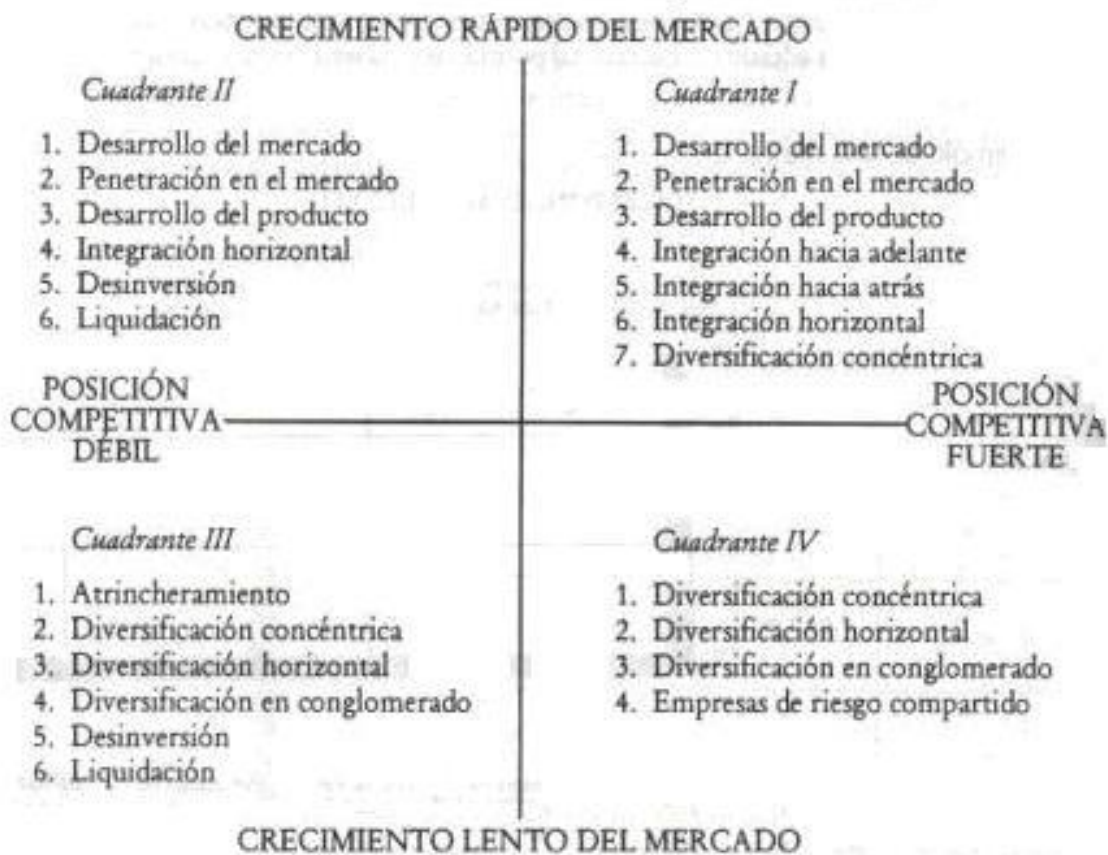 CRECIMIENTO RÁPIDO DEL MERCADO
Cuadrante II
1. Desarrollo del mercado
2. Penetración en el mercado
3. Desarrollo del producto
4. Integración horizontal
5. Desinversión
6. Liquidación
Cuadrante I
1. Desarrollo del mercado
2. Penetración en el mercado
3. Desarrollo del producto
4. Integración hacia adelante
5. Integración hacia atrás
6. Integración horizontal
7. Diversificación concéntrica
POSICIÓN
COMPETITIVA
DÉBIL
POSICIÓN
COMPETITIVA
FUERTE
Cuadrante III
1. Atrincheramiento
2. Diversificación concéntrica
3. Diversificación horizontal
4. Diversificación en conglomerado
5. Desinversión
6. Liquidación
Cuadrante IV
1. Diversificación concéntrica
2. Diversificación horizontal
3. Diversificación en conglomerado
4. Empresas de riesgo compartido
CRECIMIENTO LENTO DEL MERCADO